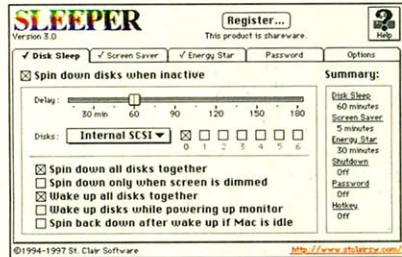 SLEEPER
Version 3.0
Register...
This product is shareware.
Help
✓ Disk Sleep
✓ Screen Saver
✓ Energy Star
Password
Options
Spin down disks when inactive
Delay:
30 min 60 90 120 150 180
Disks: Internal SCSI
0 1 2 3 4 5 6
Spin down all disks together
Spin down only when screen is dimmed
Wake up all disks together
Wake up disks while powering up monitor
Spin back down after wake up if Mac is idle
Summary:
Disk Sleep
60 minutes
Screen Saver
5 minutes
Energy Star
30 minutes
Shutdown
Off
Password
Off
Hotkey
Off
©1994-1997 St. Clair Software
http://www.stclairsw.com/